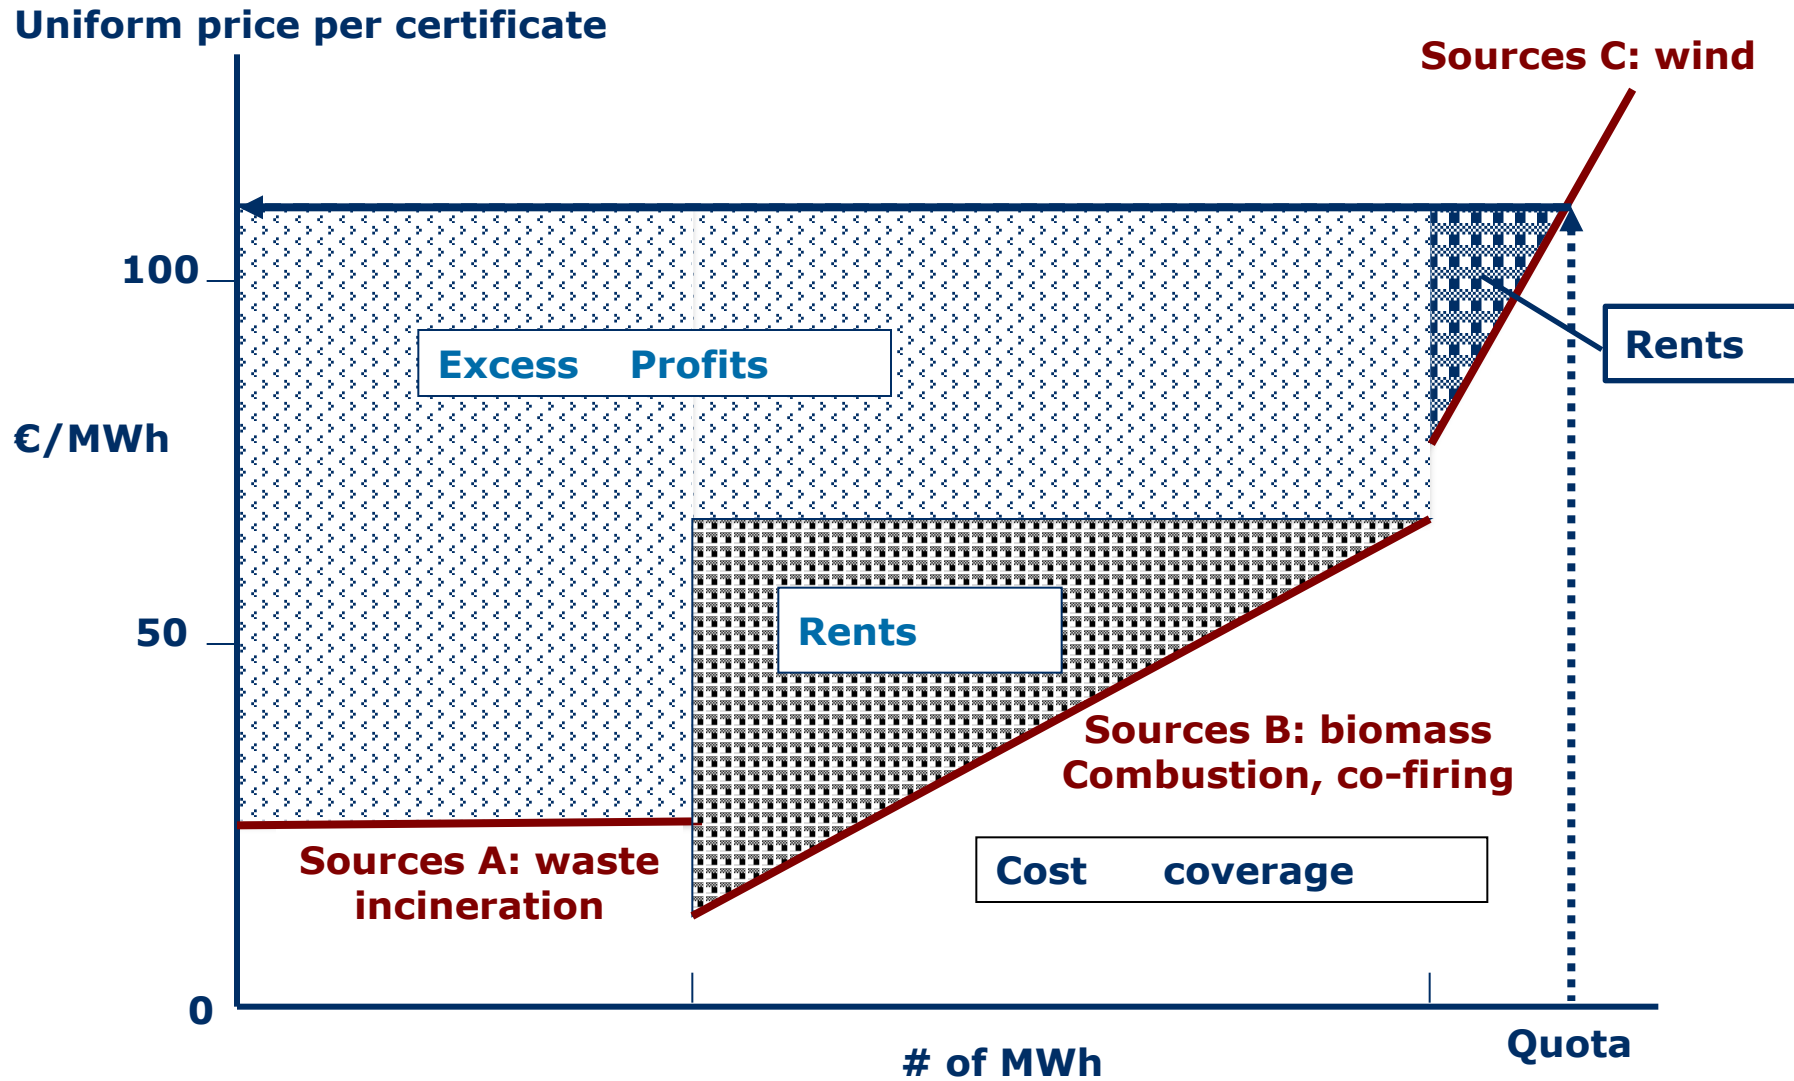 Uniform price per certificate
Sources C: wind
100
Excess Profits
Rents
€/MWh
50
Rents
Sources B: biomass
Combustion, co-firing
Sources A: waste
incineration
Cost coverage
0
Quota
# of MWh